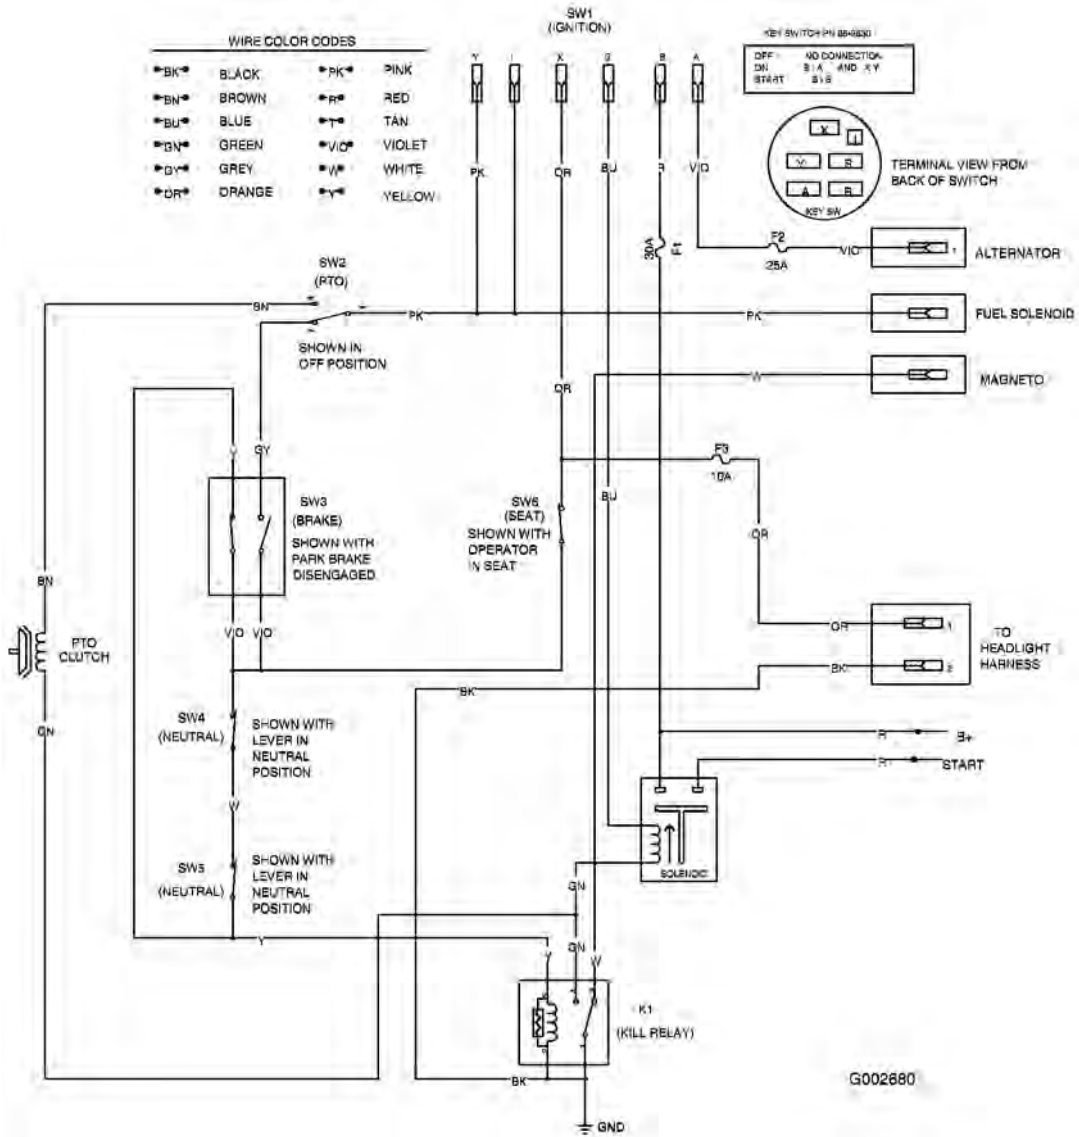 SW1
(IGNITION)
WIRE COLOR CODES
BK BLACK PK PINK
BN BROWN R RED
BU BLUE T TAN
GN GREEN VIO VIOLET
GY GREY W WHITE
OR ORANGE Y YELLOW
Y I X S B A
KEY SWITCH PN
OFF NO CONNECTION
ON B I A AND X Y
START B I S
X I
Y S
A B
KEY SW
TERMINAL VIEW FROM
BACK OF SWITCH
PK OR BU R VIO
30A F1
F2
25A
VIO 1
ALTERNATOR
SW2
(PTO)
BN
PK
PK
FUEL SOLENOID
SHOWN IN
OFF POSITION
W
MAGNETO
OR
Y GY
F3
10A
BU
OR
SW3
(BRAKE)
SHOWN WITH
PARK BRAKE
DISENGAGED
SW6
(SEAT)
SHOWN WITH
OPERATOR
IN SEAT
BN
VIO VIO
PTO
CLUTCH
OR 1
BK 2
TO
HEADLIGHT
HARNESS
BK
GN
SW4
(NEUTRAL)
SHOWN WITH
LEVER IN
NEUTRAL
POSITION
R B+
START
W
SW5
(NEUTRAL)
SHOWN WITH
LEVER IN
NEUTRAL
POSITION
SOLENOID
GN
Y
Y GN W
K1
(KILL RELAY)
BK
GND
G002680